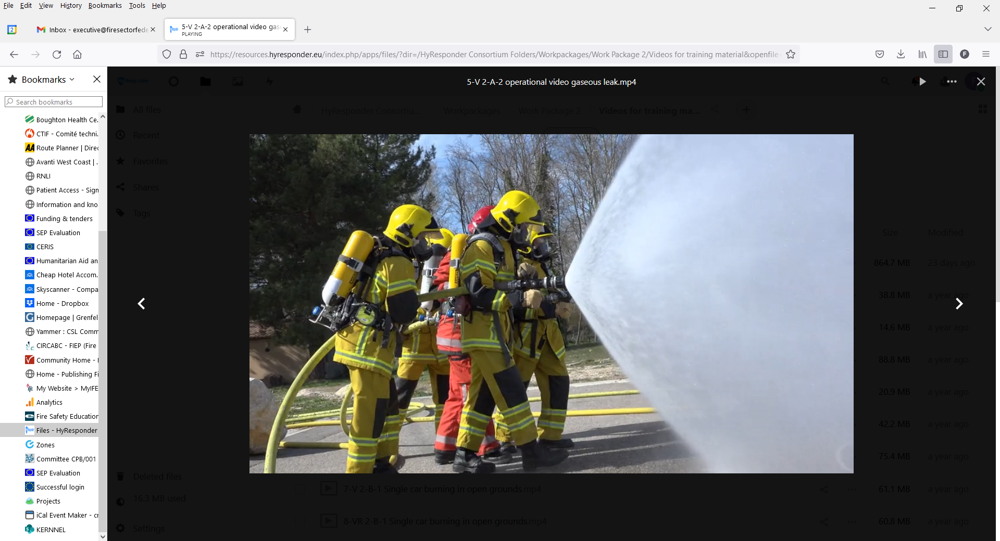 File Edit View History Bookmarks Tools Help
2
Inbox - executive@firesectorfede
5-V 2-A-2 operational video gas
PLAYING
https://resources.hyresponder.eu/index.php/apps/files/?dir=/HyResponder Consortium Folders/Workpackages/Work Package 2/Videos for training material&openfile=
F
Bookmarks
5-V 2-A-2 operational video gaseous leak.mp4
Search bookmarks
All files
HyResponder Consortiu... Workpackages Work Package 2 Videos for training ma...
Boughton Health Ce.
CTIF - Comité techni.
Recent
AA Route Planner | Direc
Avanti West Coast | .
Favorites
RNLI
Shares
Patient Access - Sign
Information and kno
Tags
Funding & tenders
SEP Evaluation
Size Modified
CERIS
Humanitarian Aid an
864.7 MB 23 days ago
Cheap Hotel Accom.
Skyscanner - Compa
38.8 MB a year ago
Home - Dropbox
Homepage | Grenfel
14.6 MB a year ago
Yammer : CSL Comm
CIRCABC - FIEP (Fire
88.8 MB a year ago
Community Home - I
Home - Publishing Fi
20.9 MB a year ago
My Website > MyIFE
Analytics
Fire Safety Education
42.2 MB a year ago
Files - HyResponder
Zones
75.4 MB a year ago
Committee CPB/001
SEP Evaluation
Deleted files
Successful login
7-V 2-B-1 Single car burning in open grounds.mp4 61.1 MB a year ago
16.3 MB used
Projects
iCal Event Maker - cr
8-VR 2-B-1 Single car burning in open grounds.mp4 60.8 MB a year ago
Settings
KERNNEL